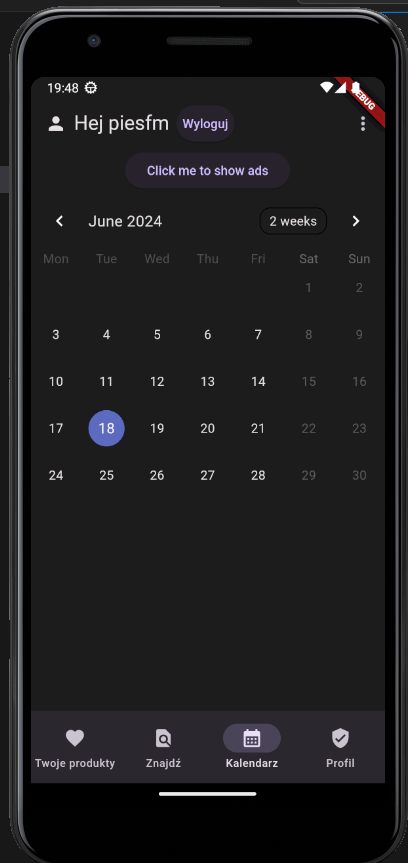 19:48
DEBUG
Hej piesfm Wyloguj
Click me to show ads
June 2024 2 weeks
Mon Tue Wed Thu Fri Sat Sun
1 2
3 4 5 6 7 8 9
10 11 12 13 14 15 16
17 18 19 20 21 22 23
24 25 26 27 28 29 30
Twoje produkty Znajdź Kalendarz Profil